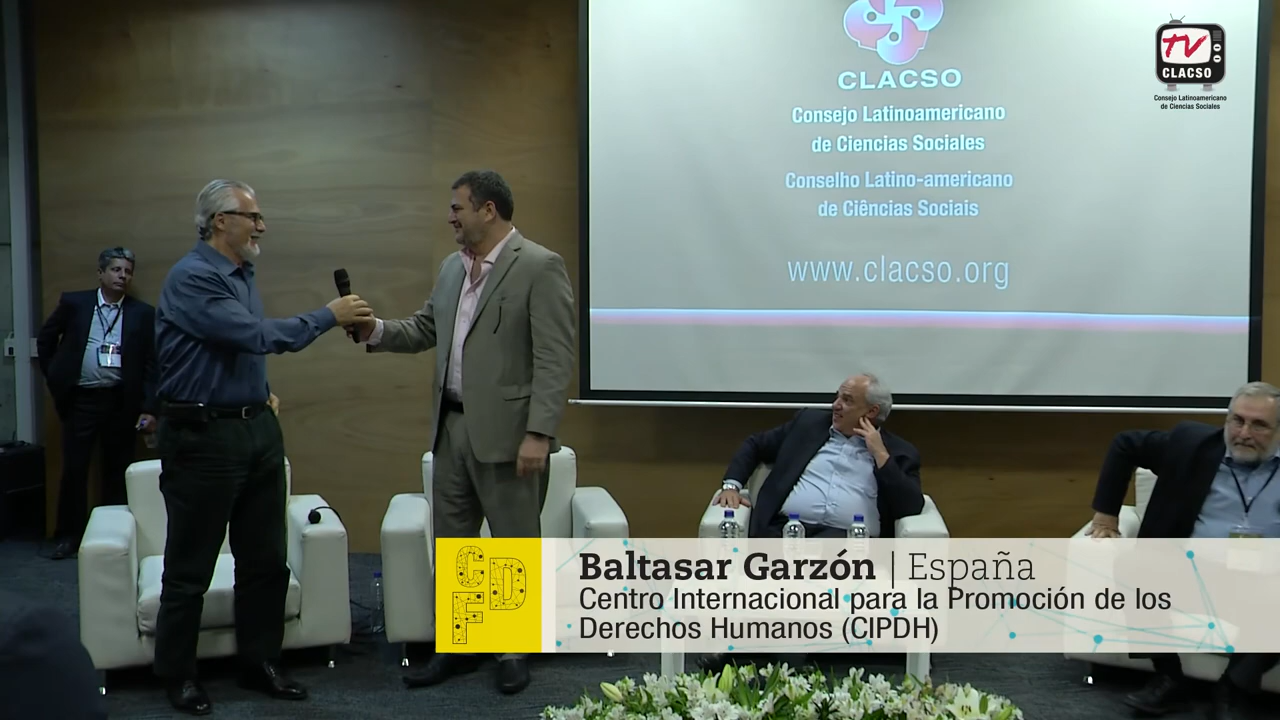 TV
CLACSO
Consejo Latinoamericano
de Ciencias Sociales
CLACSO
Consejo Latinoamericano
de Ciencias Sociales
Conselho Latino-americano
de Ciências Sociais
www.clacso.org
CDF
Baltasar Garzón | España
Centro Internacional para la Promoción de los
Derechos Humanos (CIPDH)